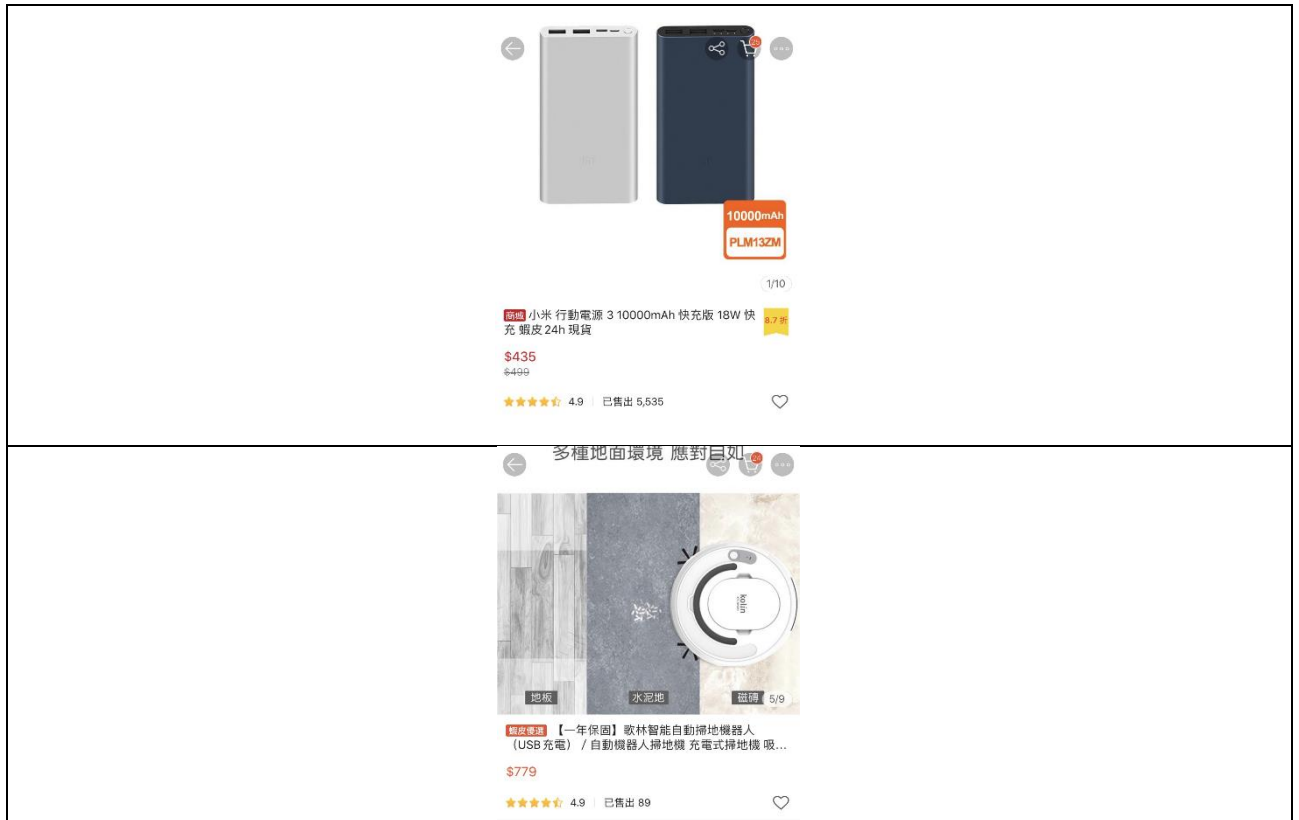 10000mAh
PLM13ZM
1/10
商城 小米 行動電源 3 10000mAh 快充版 18W 快
充 蝦皮 24h 現貨
8.7 折
$435
$499
4.9 已售出 5,535
多種地面環境 應對自如
kolin
地板 水泥地 磁磚 5/9
蝦皮優選 【一年保固】歌林智能自動掃地機器人
（USB 充電） / 自動機器人掃地機 充電式掃地機 吸...
$779
4.9 已售出 89